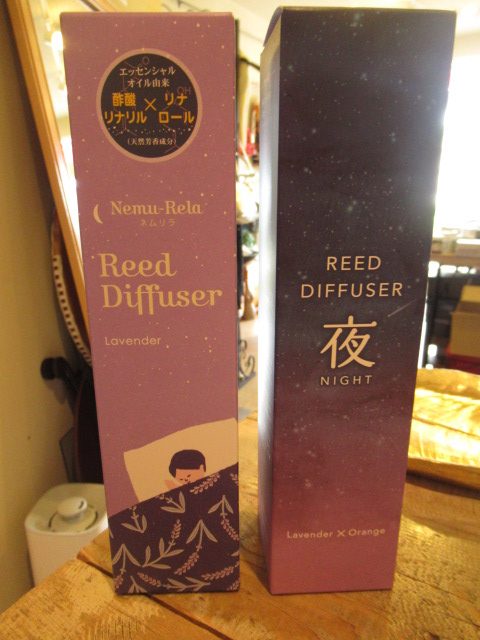 エッセンシャル
オイル由来
酢酸
リナリル
×
リナ
ロール
OH
(天然芳香成分)
Nemu-Rela
ネムリラ
Reed
Diffuser
Lavender
REED
DIFFUSER
夜
NIGHT
Lavender × Orange